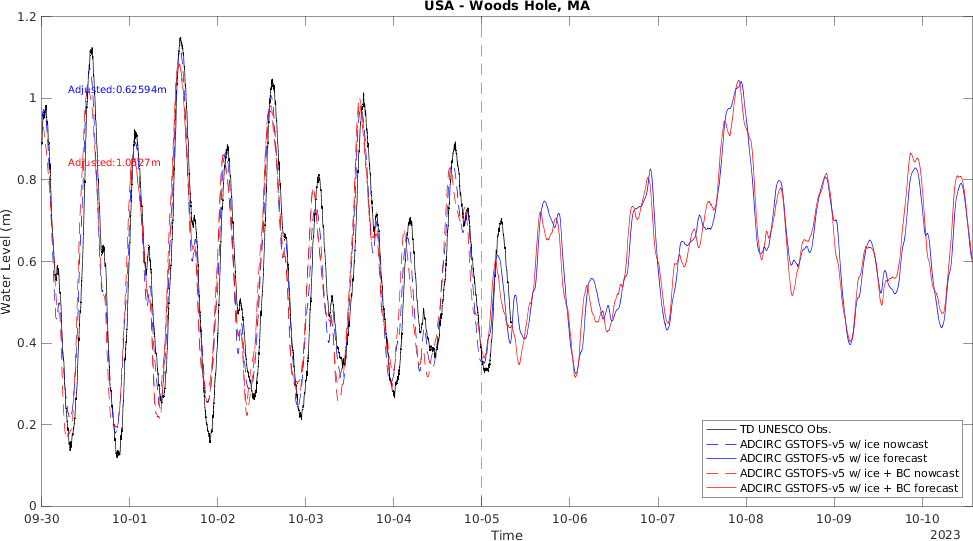 USA - Woods Hole, MA
1.2
1
0.8
0.6
0.4
0.2
0
Water Level (m)
Adjusted:0.62594m
Adjusted:1.0627m
TD UNESCO Obs.
ADCIRC GSTOFS-v5 w/ ice nowcast
ADCIRC GSTOFS-v5 w/ ice forecast
ADCIRC GSTOFS-v5 w/ ice + BC nowcast
ADCIRC GSTOFS-v5 w/ ice + BC forecast
09-30 10-01 10-02 10-03 10-04 10-05 10-06 10-07 10-08 10-09 10-10
Time
2023